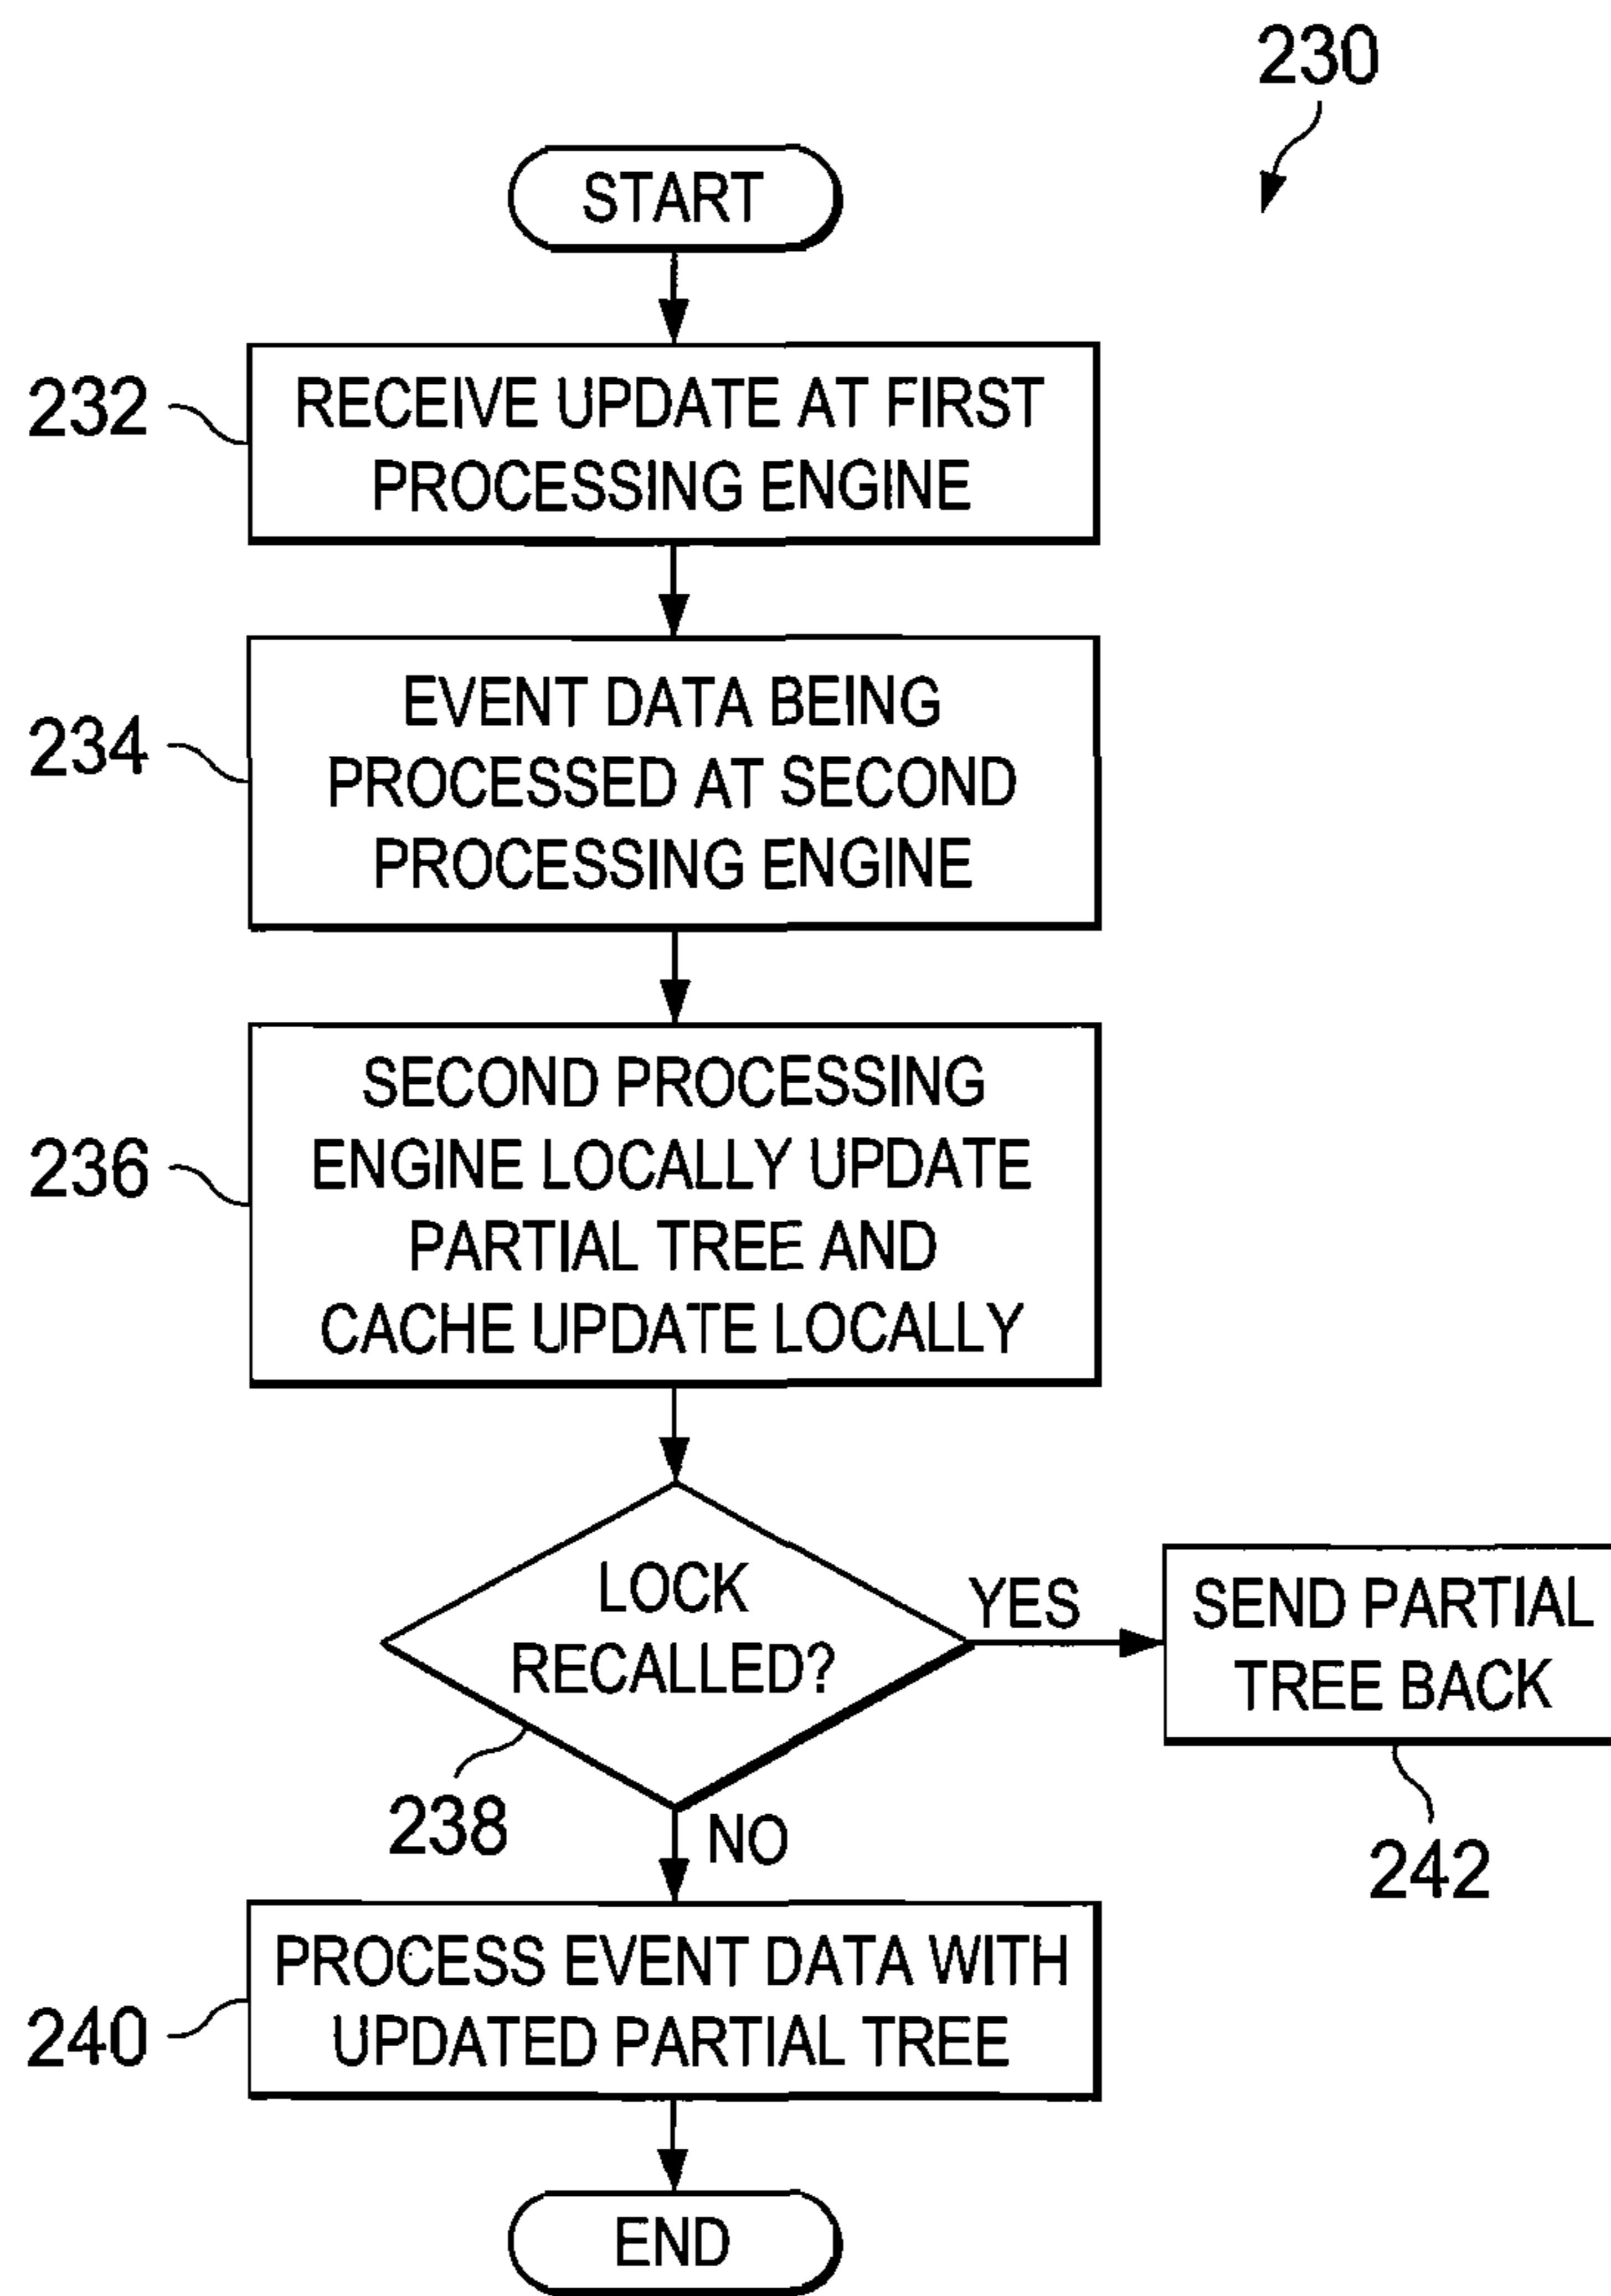 230
START
232
RECEIVE UPDATE AT FIRST
PROCESSING ENGINE
234
EVENT DATA BEING
PROCESSED AT SECOND
PROCESSING ENGINE
236
SECOND PROCESSING
ENGINE LOCALLY UPDATE
PARTIAL TREE AND
CACHE UPDATE LOCALLY
LOCK
RECALLED?
YES
SEND PARTIAL
TREE BACK
238
NO
242
240
PROCESS EVENT DATA WITH
UPDATED PARTIAL TREE
END